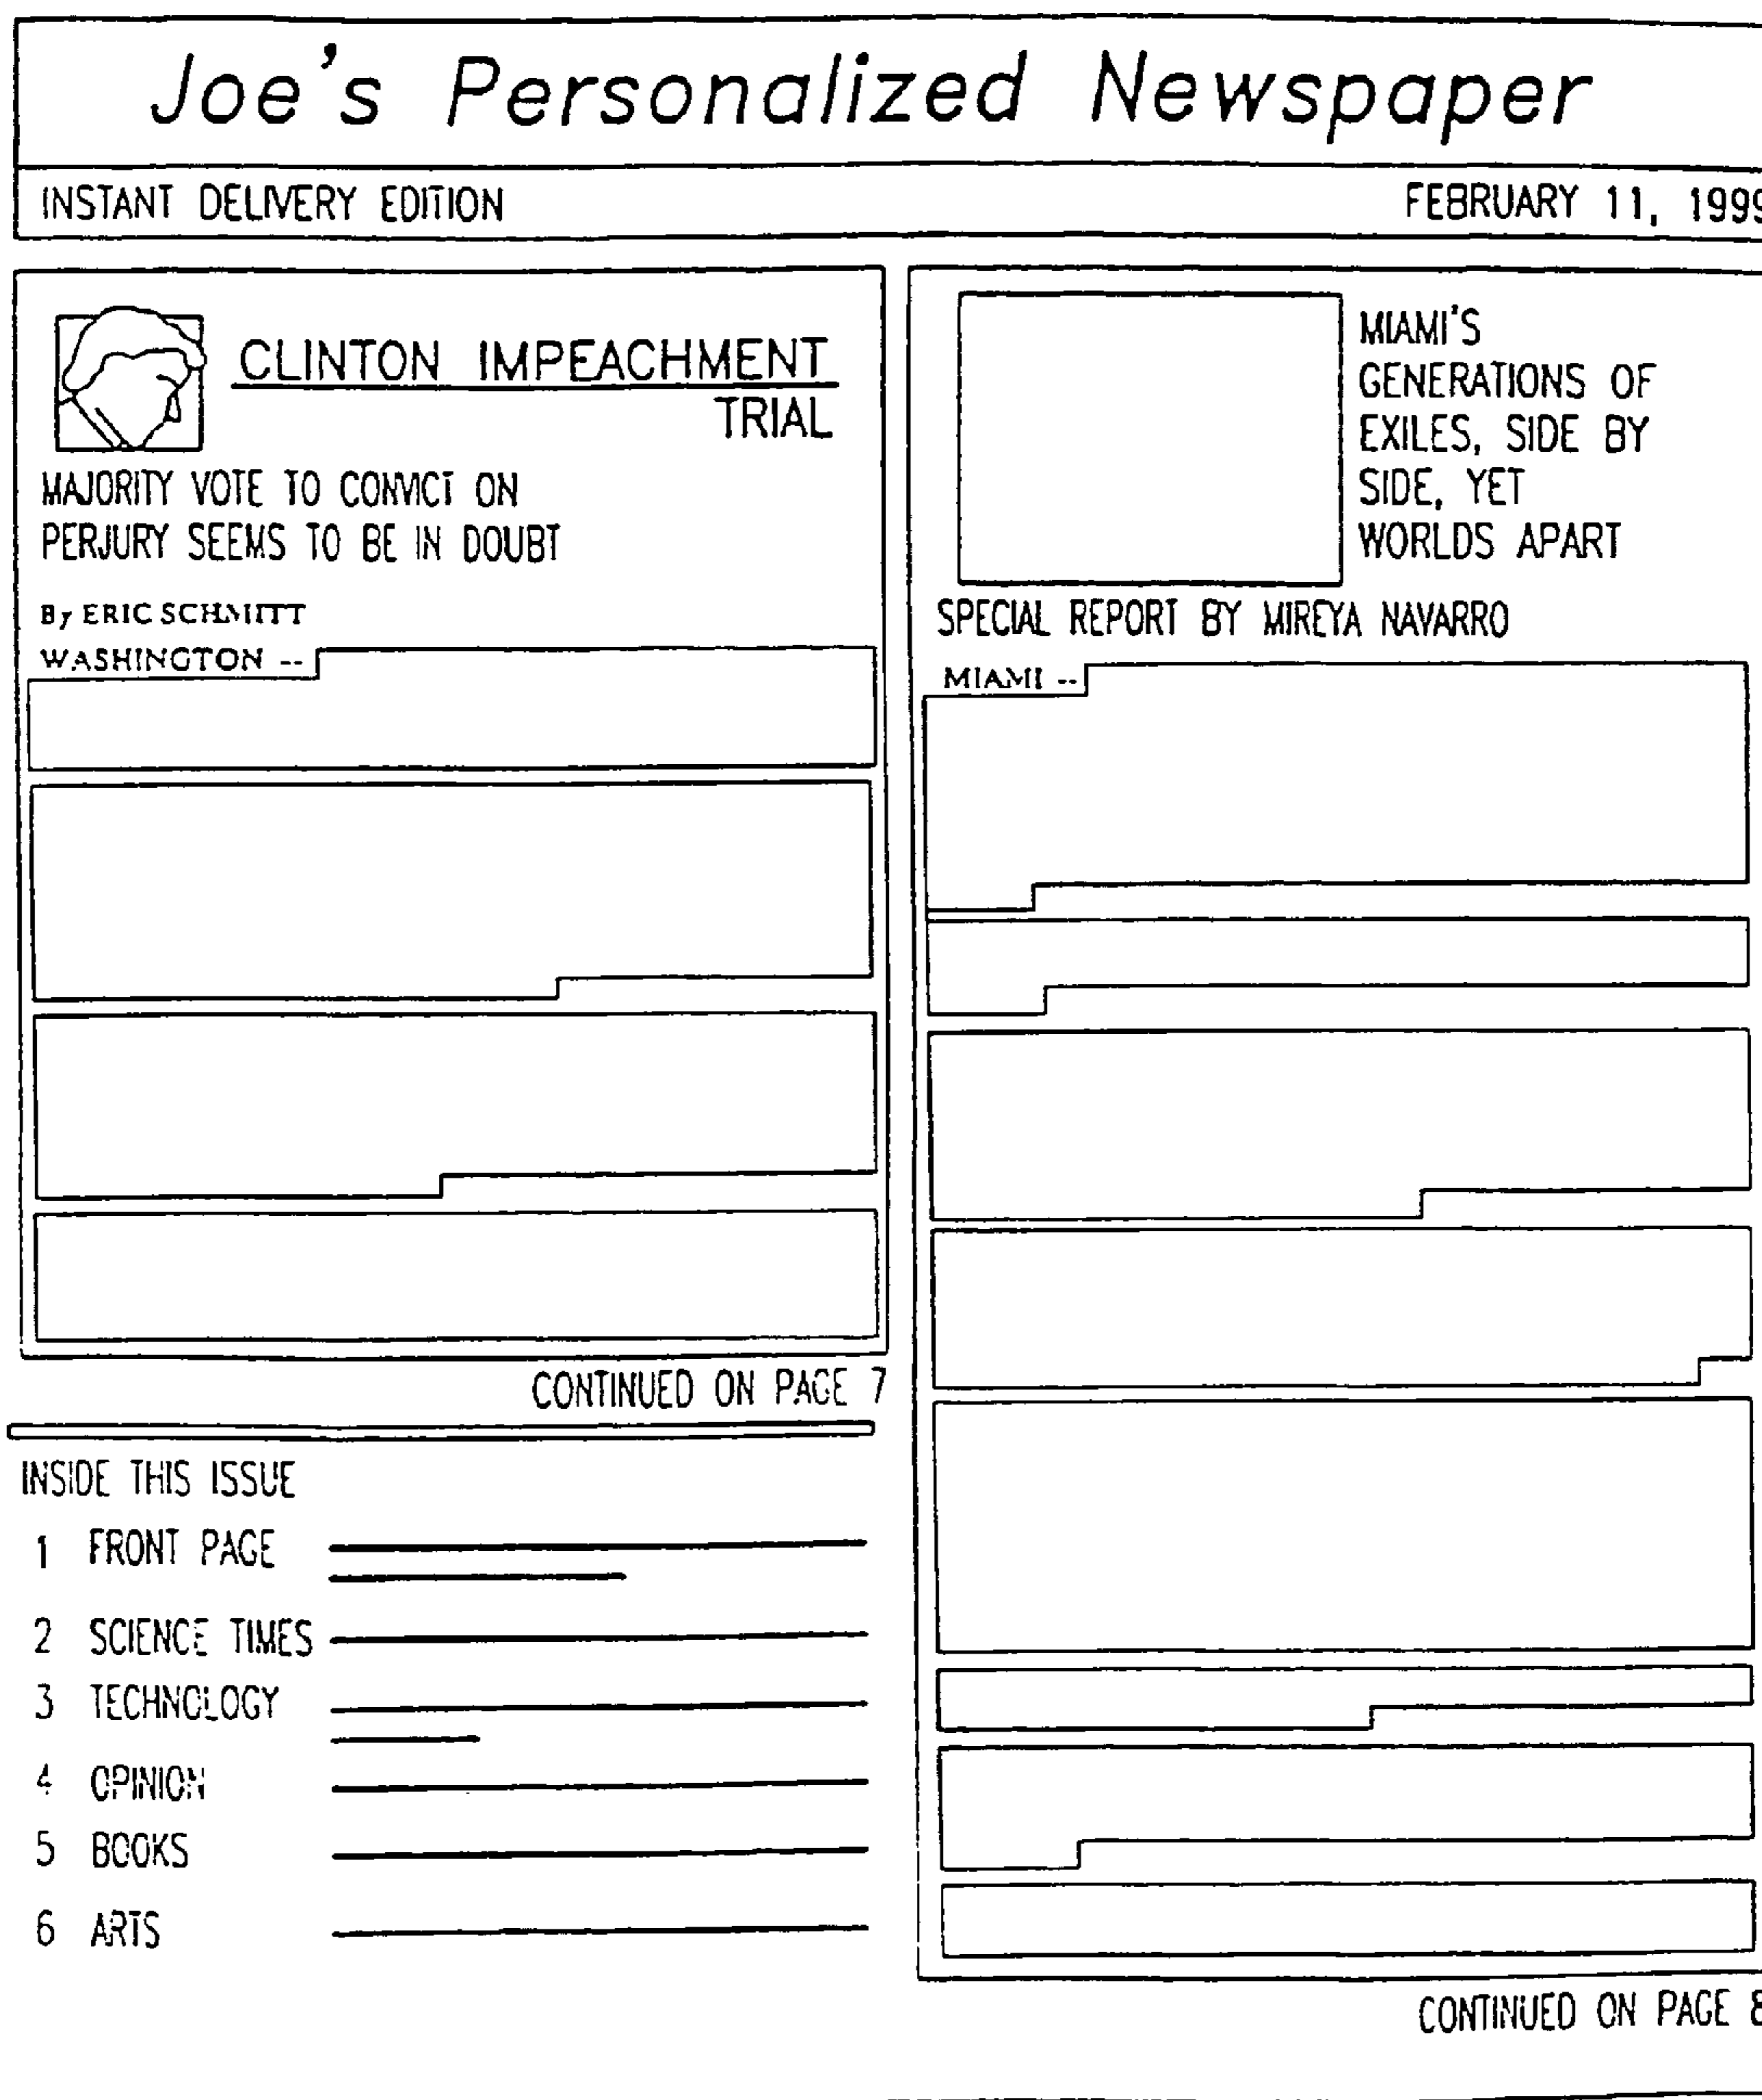 Joe's Personalized Newspaper
INSTANT DELIVERY EDITION
FEBRUARY 11, 1999
CLINTON IMPEACHMENT
TRIAL
MAJORITY VOTE TO CONVICT ON
PERJURY SEEMS TO BE IN DOUBT
By ERIC SCHMITT
WASHINGTON --
CONTINUED ON PAGE 7
INSIDE THIS ISSUE
1 FRONT PAGE
2 SCIENCE TIMES
3 TECHNOLOGY
4 OPINION
5 BOOKS
6 ARTS
MIAMI'S
GENERATIONS OF
EXILES, SIDE BY
SIDE, YET
WORLDS APART
SPECIAL REPORT BY MIREYA NAVARRO
MIAMI --
CONTINUED ON PAGE 8